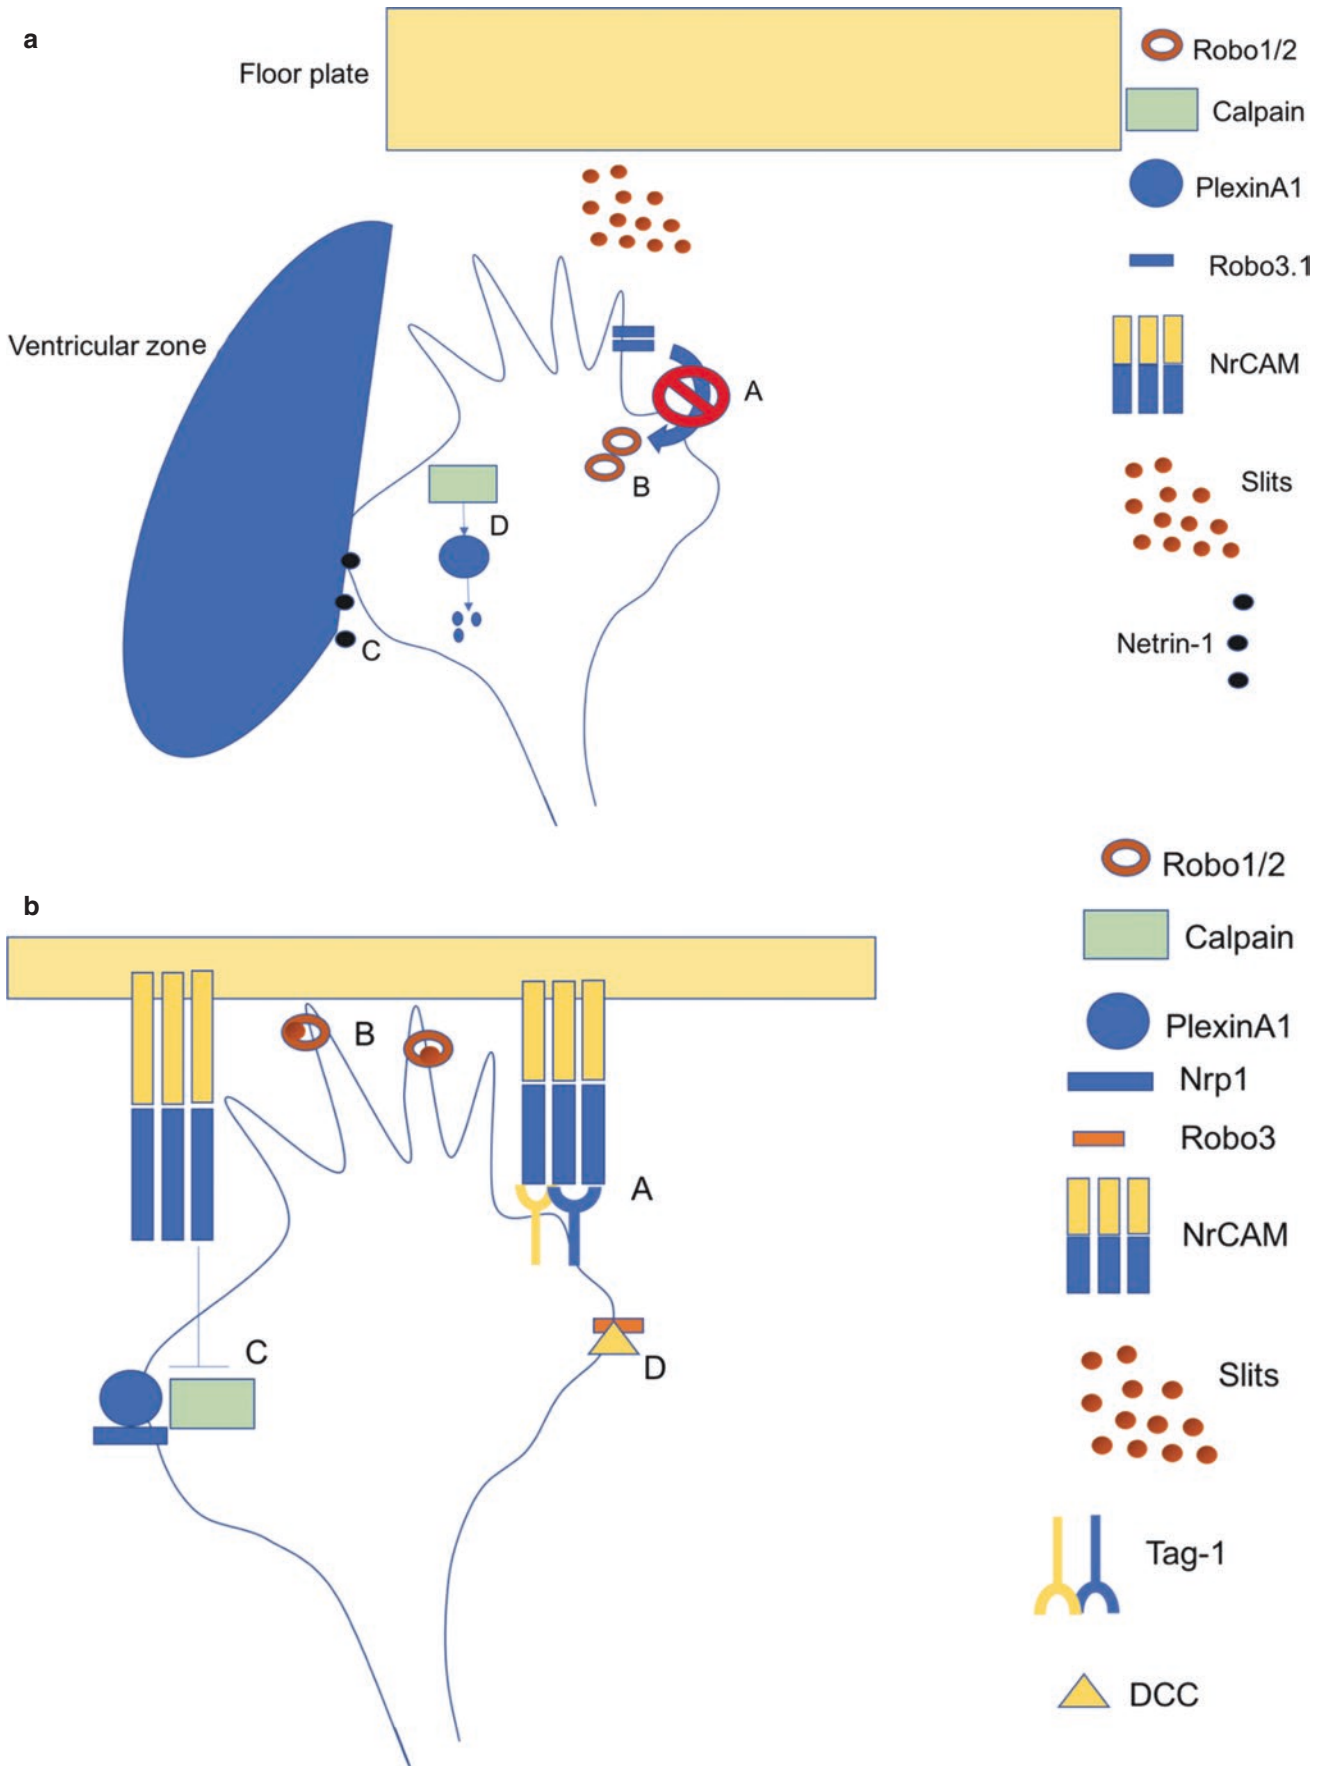 a
Floor plate
Robo1/2
Calpain
PlexinA1
Robo3.1
Ventricular zone
NrCAM
A
B
Slits
D
C
Netrin-1
b
Robo1/2
Calpain
PlexinA1
Nrp1
Robo3
B
A
NrCAM
C
D
Slits
Tag-1
DCC